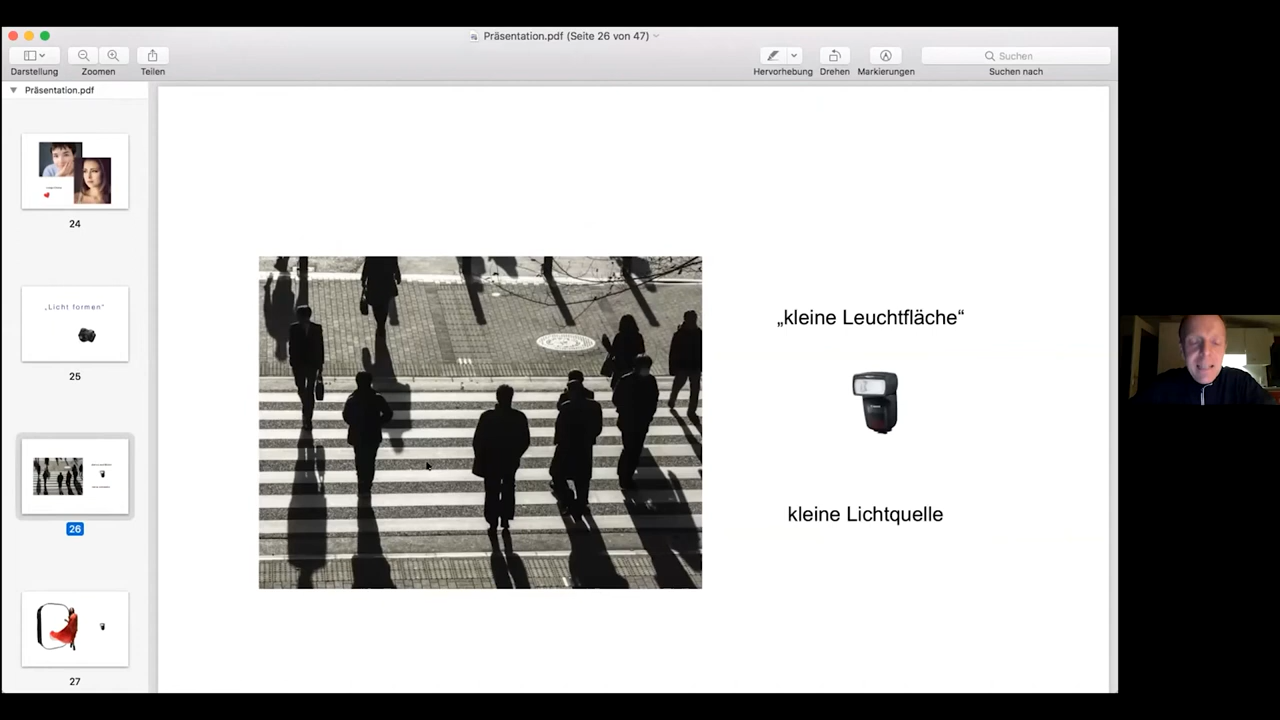 Präsentation.pdf (Seite 26 von 47)
Darstellung
Zoomen
Teilen
Hervorhebung
Drehen
Markierungen
Suchen
Suchen nach
Präsentation.pdf
24
„Licht formen“
25
26
27
„kleine Leuchtfläche“
kleine Lichtquelle